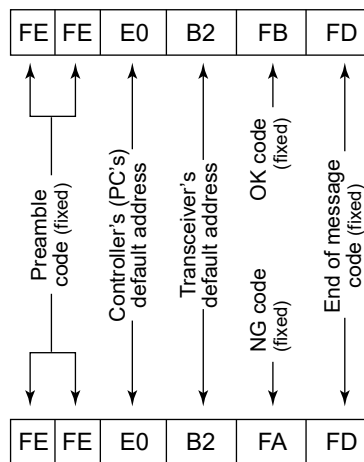 FE FE E0 B2 FB FD
Preamble
code (fixed)
Controller's (PC's)
default address
Transceiver's
default address
OK code
(fixed)
NG code
(fixed)
End of message
code (fixed)
FE FE E0 B2 FA FD